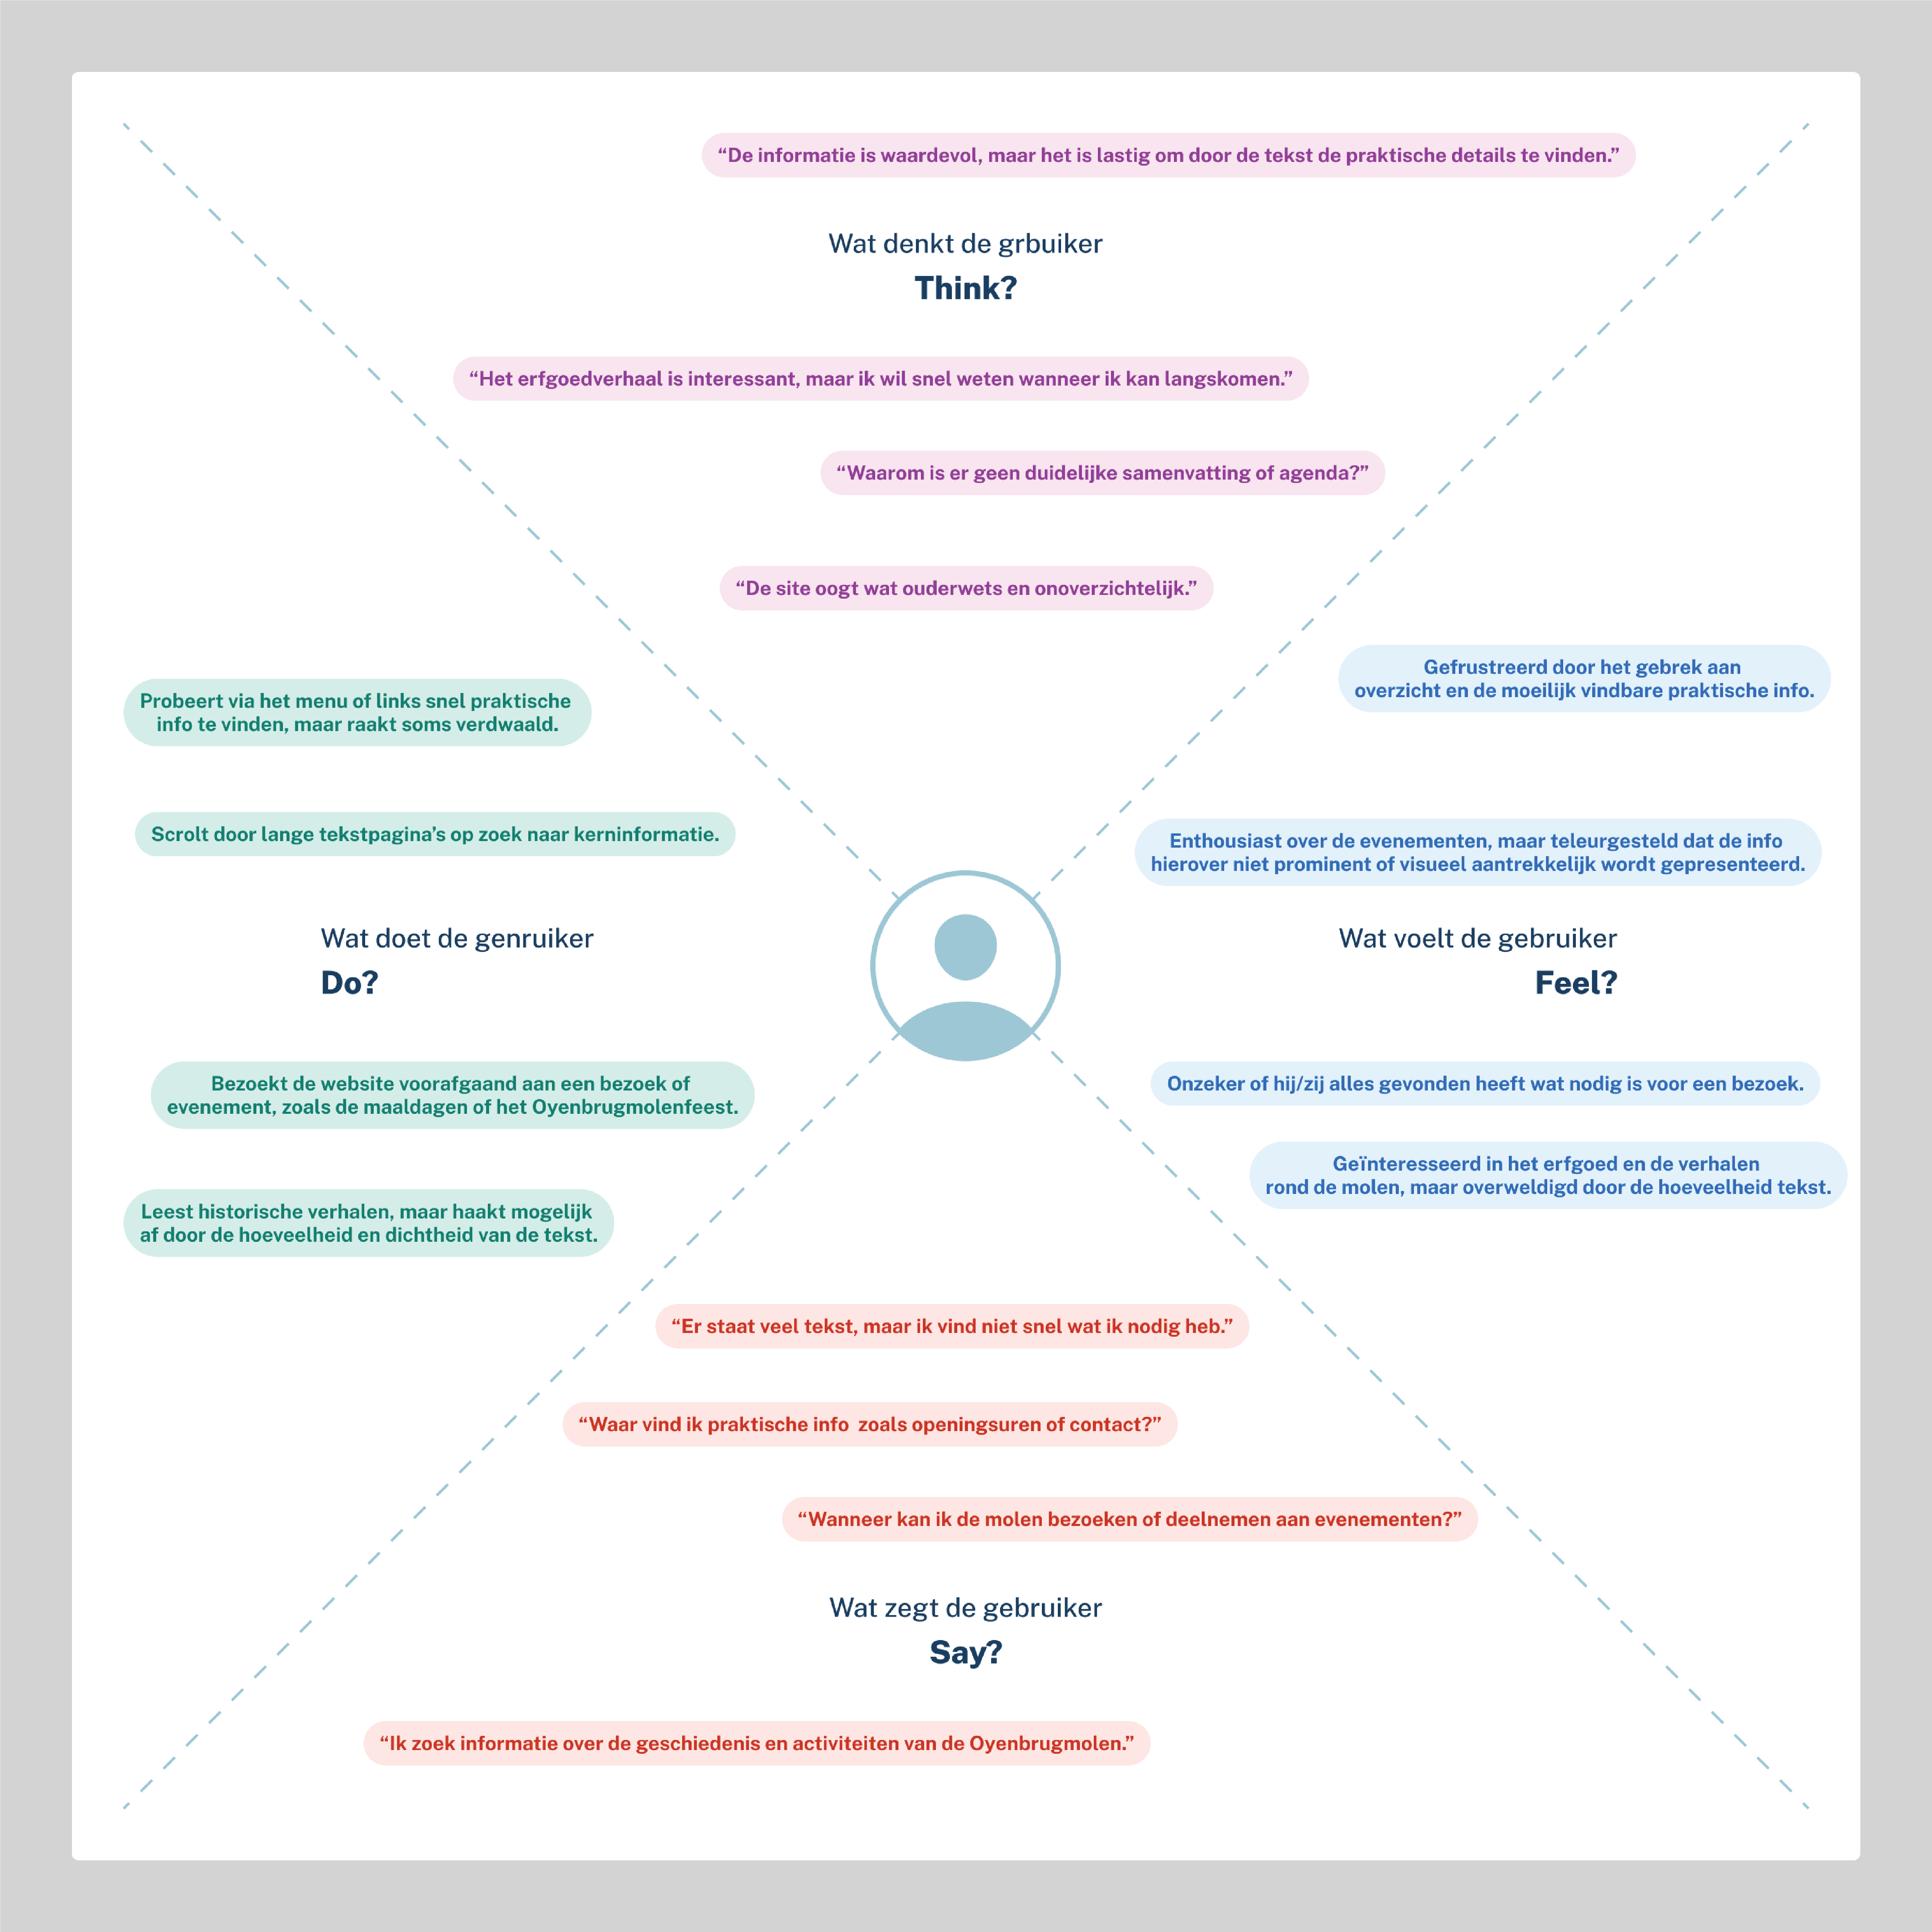 “De informatie is waardevol, maar het is lastig om door de tekst de praktische details te vinden.”
Wat denkt de grbuiker
Think?
“Het erfgoedverhaal is interessant, maar ik wil snel weten wanneer ik kan langskomen.”
“Waarom is er geen duidelijke samenvatting of agenda?”
“De site oogt wat ouderwets en onoverzichtelijk.”
Probeert via het menu of links snel praktische
info te vinden, maar raakt soms verdwaald.
Scrolt door lange tekstpagina’s op zoek naar kerninformatie.
Wat doet de genruiker
Do?
Bezoekt de website voorafgaand aan een bezoek of
evenement, zoals de maaldagen of het Oyenbrugmolenfeest.
Leest historische verhalen, maar haakt mogelijk
af door de hoeveelheid en dichtheid van de tekst.
Gefrustreerd door het gebrek aan
overzicht en de moeilijk vindbare praktische info.
Enthousiast over de evenementen, maar teleurgesteld dat de info
hierover niet prominent of visueel aantrekkelijk wordt gepresenteerd.
Wat voelt de gebruiker
Feel?
Onzeker of hij/zij alles gevonden heeft wat nodig is voor een bezoek.
Geïnteresseerd in het erfgoed en de verhalen
rond de molen, maar overweldigd door de hoeveelheid tekst.
“Er staat veel tekst, maar ik vind niet snel wat ik nodig heb.”
“Waar vind ik praktische info  zoals openingsuren of contact?”
“Wanneer kan ik de molen bezoeken of deelnemen aan evenementen?”
Wat zegt de gebruiker
Say?
“Ik zoek informatie over de geschiedenis en activiteiten van de Oyenbrugmolen.”